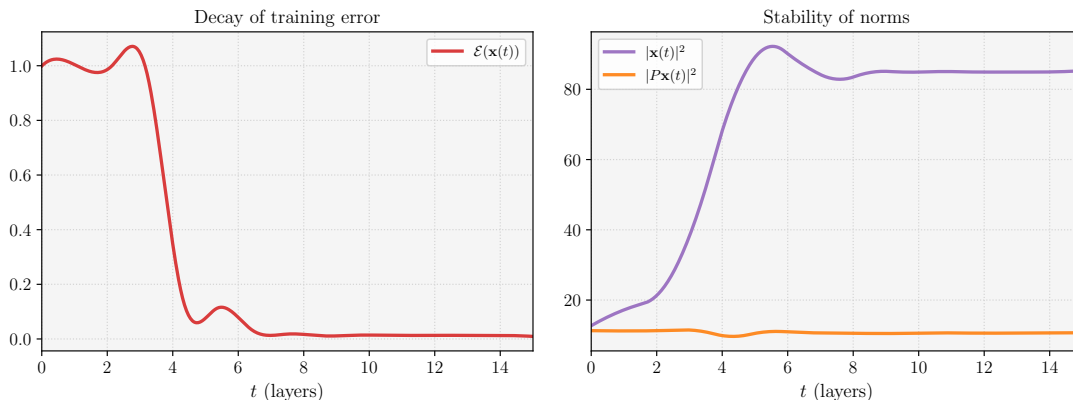 Decay of training error
ℰ(𝐱(t))
1.0
0.8
0.6
0.4
0.2
0.0
0 2 4 6 8 10 12 14
t (layers)
Stability of norms
|𝐱(t)|²
|P𝐱(t)|²
80
60
40
20
0 2 4 6 8 10 12 14
t (layers)